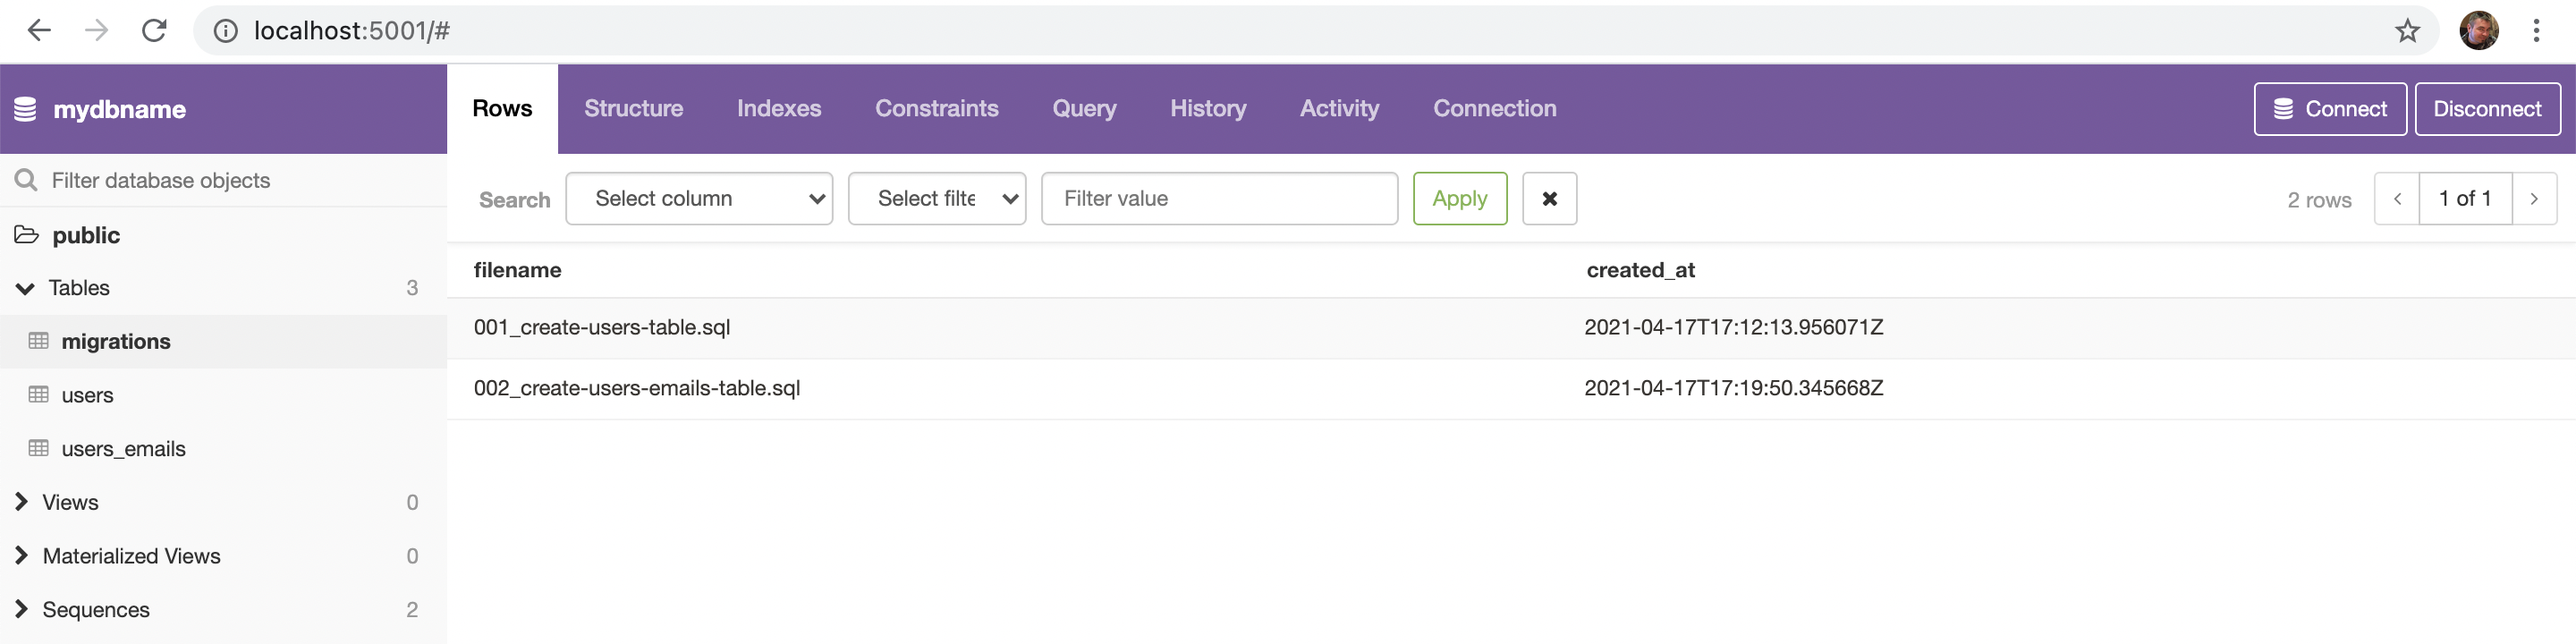 localhost:5001/#
mydbname
Rows Structure Indexes Constraints Query History Activity Connection
Connect Disconnect
Filter database objects
Search Select column Select filte Filter value Apply
2 rows 1 of 1
public
Tables 3
migrations
users
users_emails
Views 0
Materialized Views 0
Sequences 2
filename created_at
001_create-users-table.sql 2021-04-17T17:12:13.956071Z
002_create-users-emails-table.sql 2021-04-17T17:19:50.345668Z